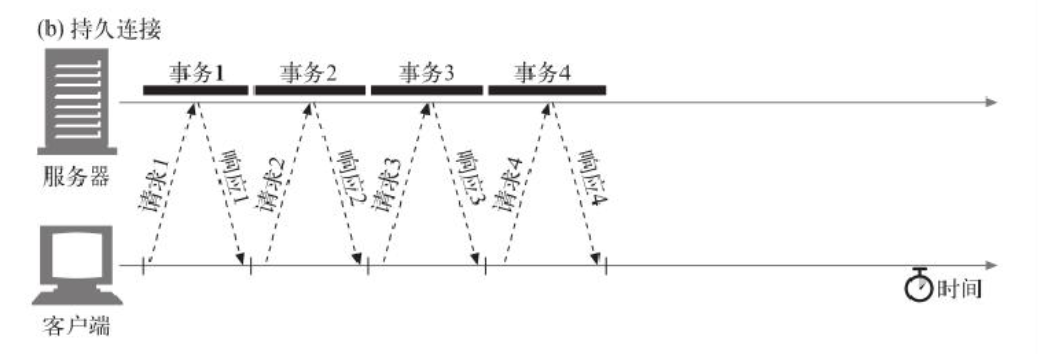 (b) 持久连接
事务1
事务2
事务3
事务4
服务器
请求1
响应1
请求2
响应2
请求3
响应3
请求4
响应4
客户端
时间